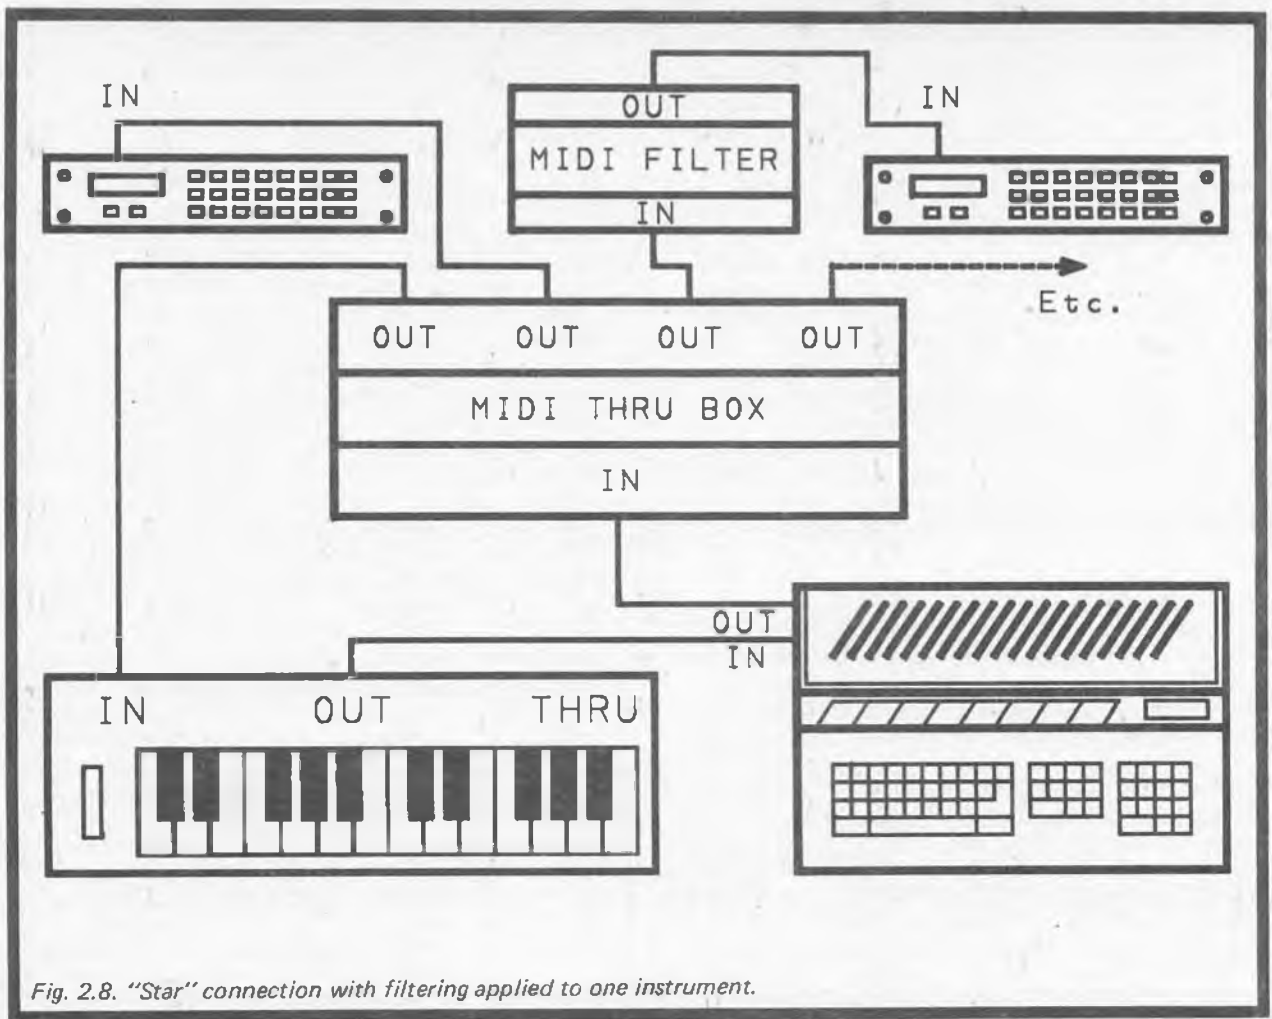 IN
OUT
IN
MIDI FILTER
IN
Etc.
OUT OUT OUT OUT
MIDI THRU BOX
IN
OUT
IN
IN OUT THRU
Fig. 2.8. "Star" connection with filtering applied to one instrument.